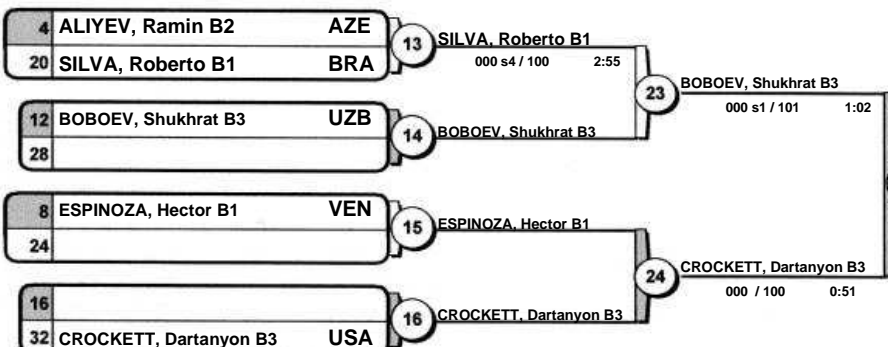 4 ALIYEV, Ramin B2 AZE
20 SILVA, Roberto B1 BRA
13
SILVA, Roberto B1
000 s4 / 100 2:55
12 BOBOEV, Shukhrat B3 UZB
28
14
BOBOEV, Shukhrat B3
23
BOBOEV, Shukhrat B3
000 s1 / 101 1:02
8 ESPINOZA, Hector B1 VEN
24
15
ESPINOZA, Hector B1
16
32 CROCKETT, Dartanyon B3 USA
16
CROCKETT, Dartanyon B3
24
CROCKETT, Dartanyon B3
000 / 100 0:51